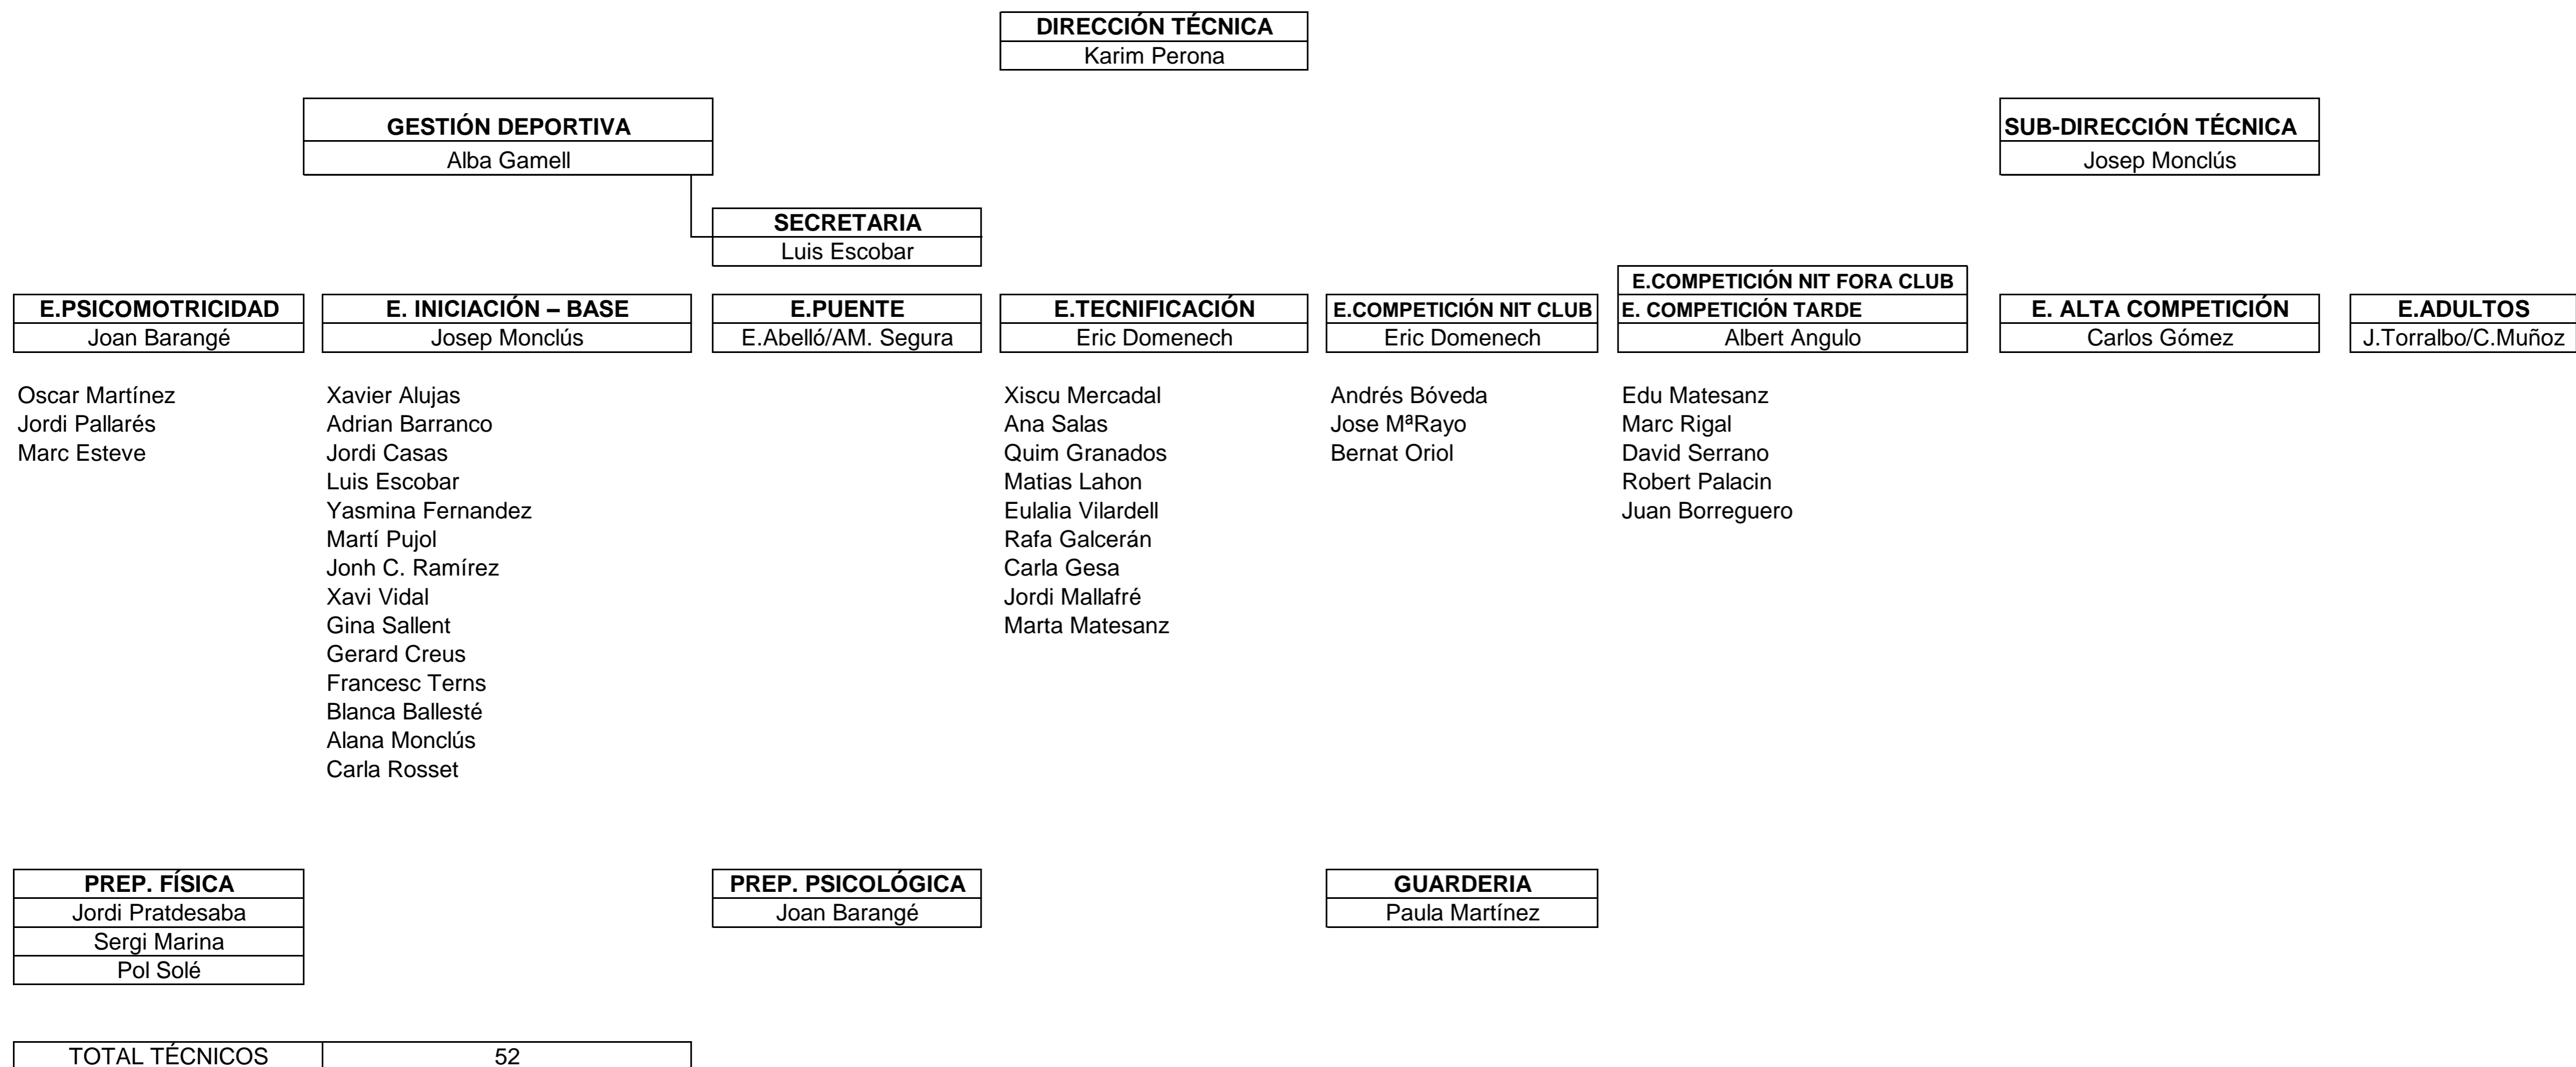 DIRECCIÓN TÉCNICA
Karim Perona
GESTIÓN DEPORTIVA
Alba Gamell
SUB-DIRECCIÓN TÉCNICA
Josep Monclús
SECRETARIA
Luis Escobar
E.PSICOMOTRICIDAD
Joan Barangé
Oscar Martínez
Jordi Pallarés
Marc Esteve
E. INICIACIÓN – BASE
Josep Monclús
Xavier Alujas
Adrian Barranco
Jordi Casas
Luis Escobar
Yasmina Fernandez
Martí Pujol
Jonh C. Ramírez
Xavi Vidal
Gina Sallent
Gerard Creus
Francesc Terns
Blanca Ballesté
Alana Monclús
Carla Rosset
E.PUENTE
E.Abelló/AM. Segura
E.TECNIFICACIÓN
Eric Domenech
Xiscu Mercadal
Ana Salas
Quim Granados
Matias Lahon
Eulalia Vilardell
Rafa Galcerán
Carla Gesa
Jordi Mallafré
Marta Matesanz
E.COMPETICIÓN NIT CLUB
Eric Domenech
Andrés Bóveda
Jose MªRayo
Bernat Oriol
E.COMPETICIÓN NIT FORA CLUB
E. COMPETICIÓN TARDE
Albert Angulo
Edu Matesanz
Marc Rigal
David Serrano
Robert Palacin
Juan Borreguero
E. ALTA COMPETICIÓN
Carlos Gómez
E.ADULTOS
J.Torralbo/C.Muñoz
PREP. FÍSICA
Jordi Pratdesaba
Sergi Marina
Pol Solé
PREP. PSICOLÓGICA
Joan Barangé
GUARDERIA
Paula Martínez
TOTAL TÉCNICOS 52